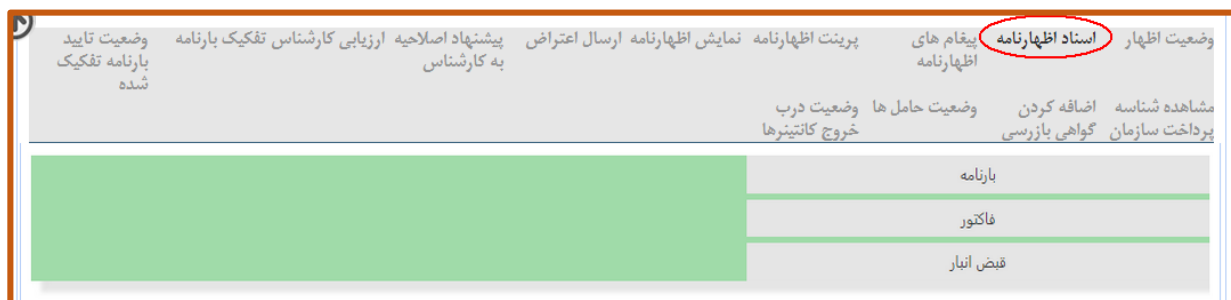 وضعیت اظهار اسناد اظهارنامه پیغام های پرینت اظهارنامه نمایش اظهارنامه ارسال اعتراض پیشنهاد اصلاحیه ارزیابی کارشناس تفکیک بارنامه وضعیت تایید
اظهارنامه به کارشناس بارنامه تفکیک
شده
مشاهده شناسه اضافه کردن وضعیت حامل ها وضعیت درب
پرداخت سازمان گواهی بازرسی خروج کانتینرها
بارنامه
فاکتور
قبض انبار